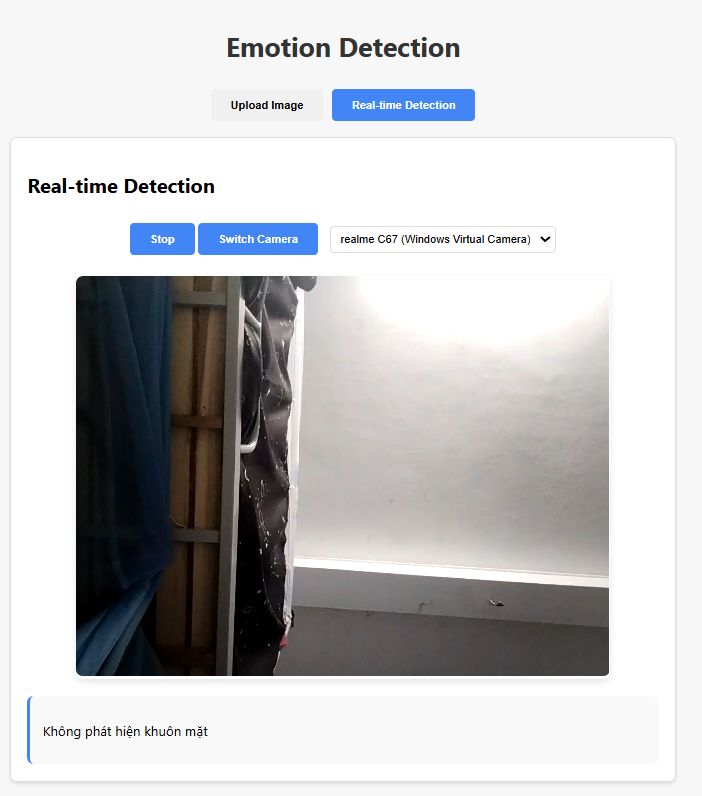 Emotion Detection
Upload Image
Real-time Detection
Real-time Detection
Stop
Switch Camera
realme C67 (Windows Virtual Camera)
Không phát hiện khuôn mặt